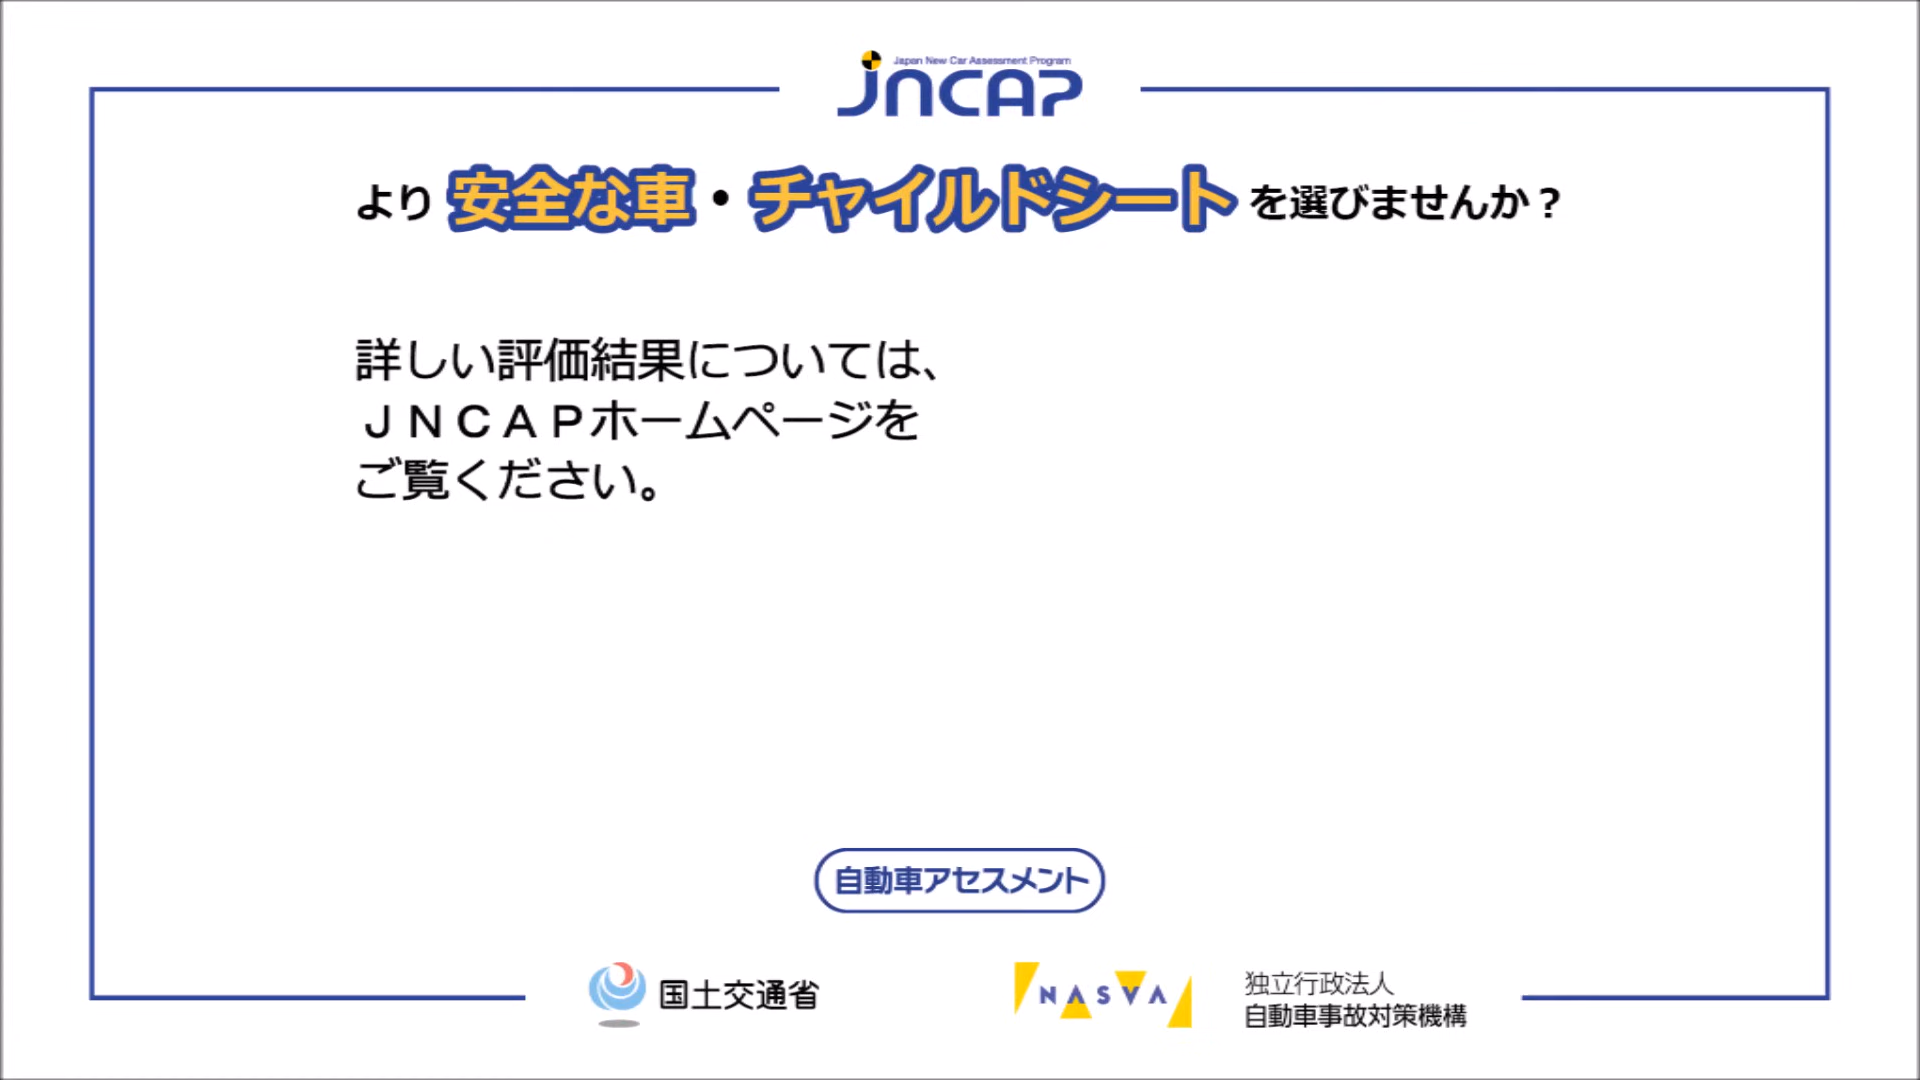 Japan New Car Assessment Program
JNCAP
より 安全な車・チャイルドシート を選びませんか？
詳しい評価結果については、
ＪＮＣＡＰホームページを
ご覧ください。
自動車アセスメント
国土交通省
NASVA
独立行政法人
自動車事故対策機構